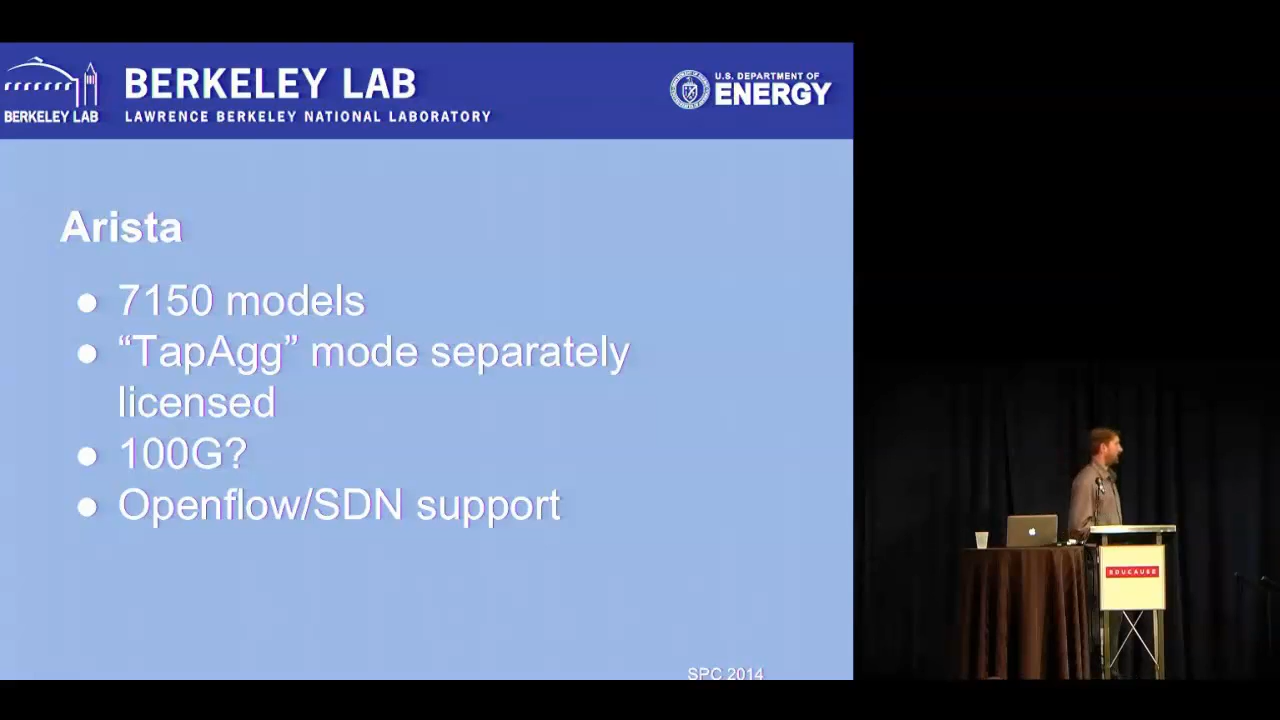 BERKELEY LAB
BERKELEY LAB
LAWRENCE BERKELEY NATIONAL LABORATORY
U.S. DEPARTMENT OF
ENERGY
Arista
● 7150 models
● “TapAgg” mode separately
licensed
● 100G?
● Openflow/SDN support
SPC 2014
EDUCAUSE